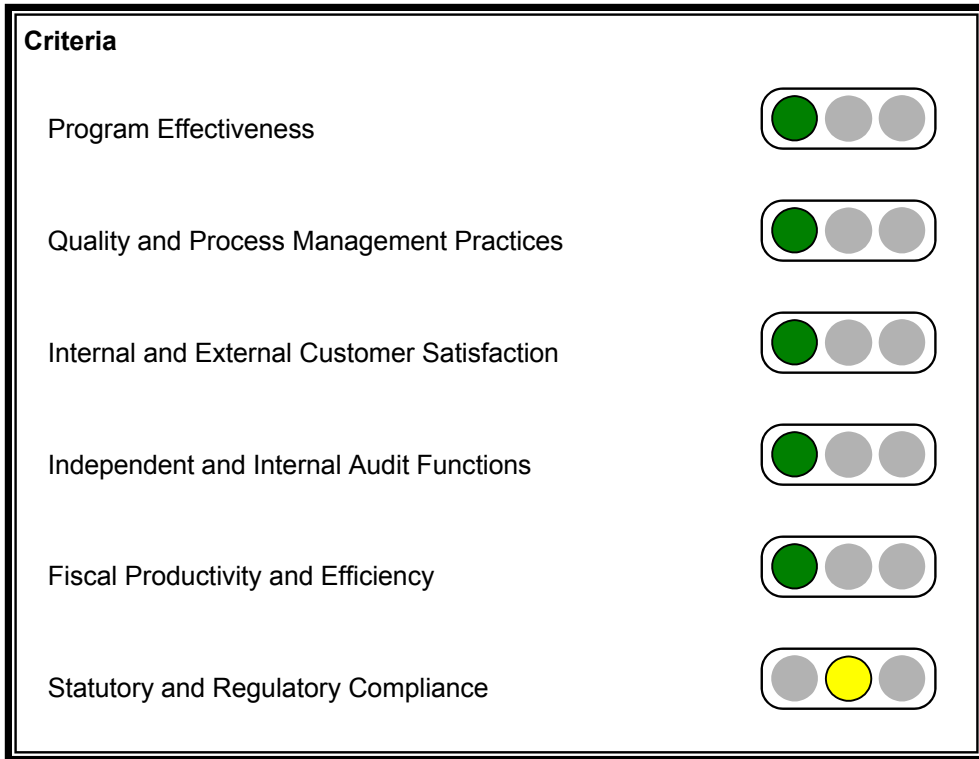 Criteria
Program Effectiveness
Quality and Process Management Practices
Internal and External Customer Satisfaction
Independent and Internal Audit Functions
Fiscal Productivity and Efficiency
Statutory and Regulatory Compliance